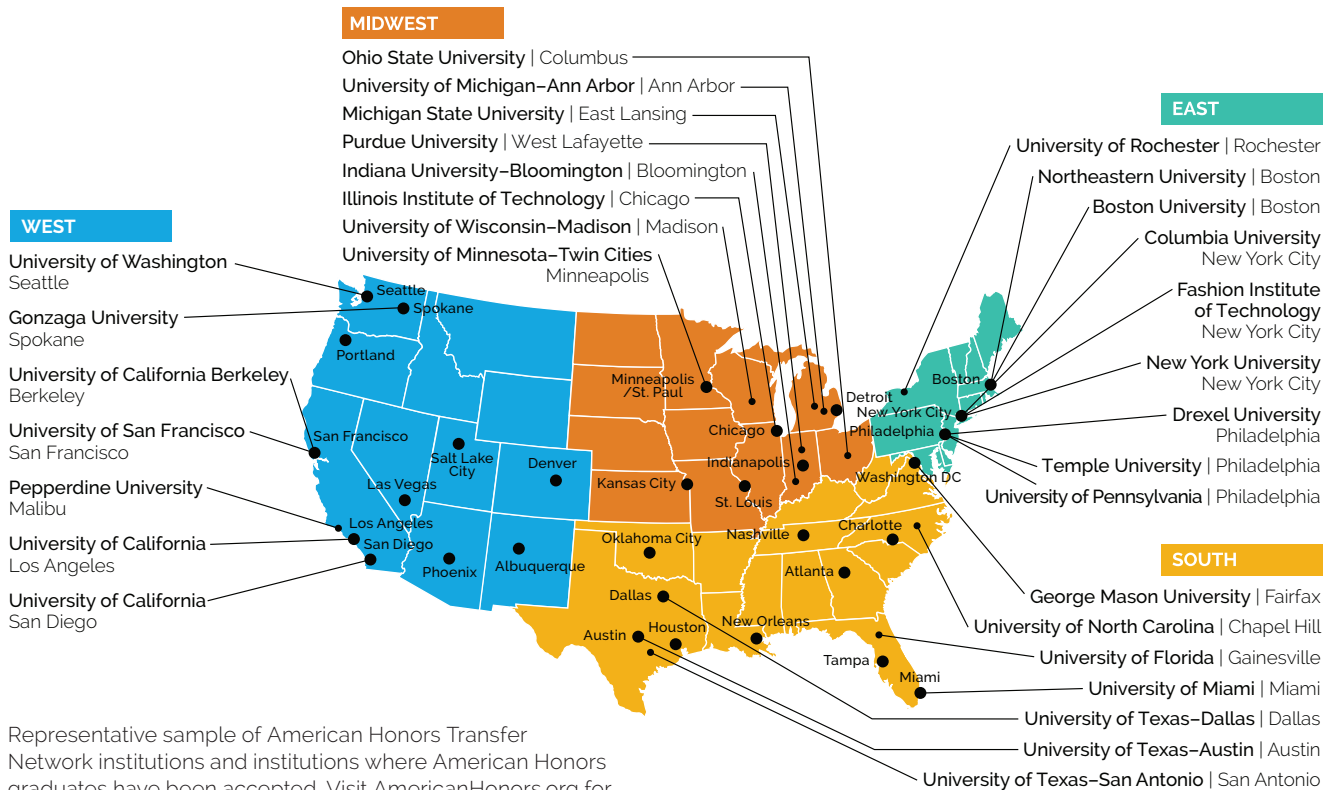 MIDWEST
Ohio State University | Columbus
University of Michigan–Ann Arbor | Ann Arbor
Michigan State University | East Lansing
Purdue University | West Lafayette
Indiana University–Bloomington | Bloomington
Illinois Institute of Technology | Chicago
University of Wisconsin–Madison | Madison
University of Minnesota–Twin Cities
Minneapolis
WEST
University of Washington
Seattle
Gonzaga University
Spokane
University of California Berkeley
Berkeley
University of San Francisco
San Francisco
Pepperdine University
Malibu
University of California
Los Angeles
University of California
San Diego
Seattle
Spokane
Portland
San Francisco
Salt Lake
City
Denver
Las Vegas
Los Angeles
San Diego
Phoenix
Albuquerque
Minneapolis
/St. Paul
Chicago
Detroit
Indianapolis
Kansas City
St. Louis
Boston
New York City
Philadelphia
Washington DC
Oklahoma City
Nashville
Charlotte
Atlanta
Dallas
Austin
Houston
New Orleans
Tampa
Miami
EAST
University of Rochester | Rochester
Northeastern University | Boston
Boston University | Boston
Columbia University
New York City
Fashion Institute
of Technology
New York City
New York University
New York City
Drexel University
Philadelphia
Temple University | Philadelphia
University of Pennsylvania | Philadelphia
SOUTH
George Mason University | Fairfax
University of North Carolina | Chapel Hill
University of Florida | Gainesville
University of Miami | Miami
University of Texas–Dallas | Dallas
University of Texas–Austin | Austin
University of Texas–San Antonio | San Antonio
Representative sample of American Honors Transfer
Network institutions and institutions where American Honors
graduates have been accepted. Visit AmericanHonors.org for